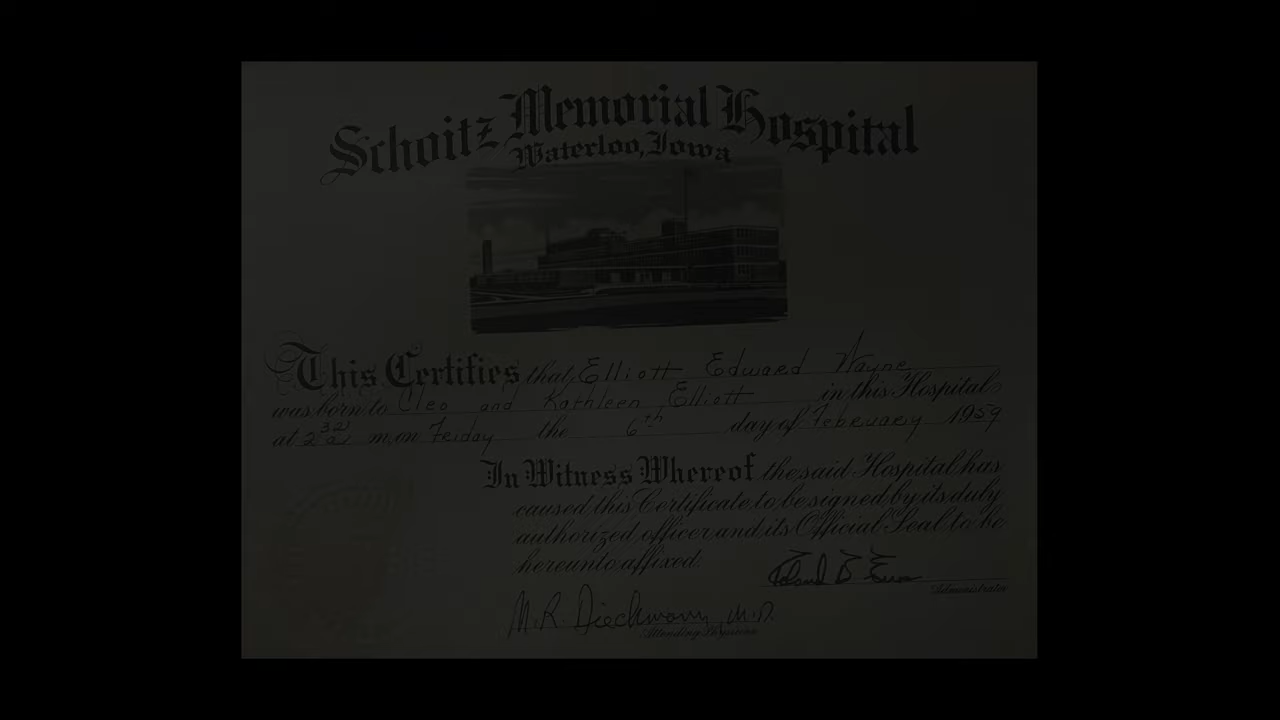 Schoitz Memorial Hospital
Waterloo, Iowa
This Certifies that Elliott Edward Wayne
was born to Cleo and Kathleen Elliott in this Hospital
at 2 32 a m, on Friday the 6th day of February 1959
In Witness Whereof the said Hospital has
caused this Certificate to be signed by its duly
authorized officer and its Official Seal to be
hereunto affixed.
Administrator
M.R. Dieckmann, M.D.
Attending Physician